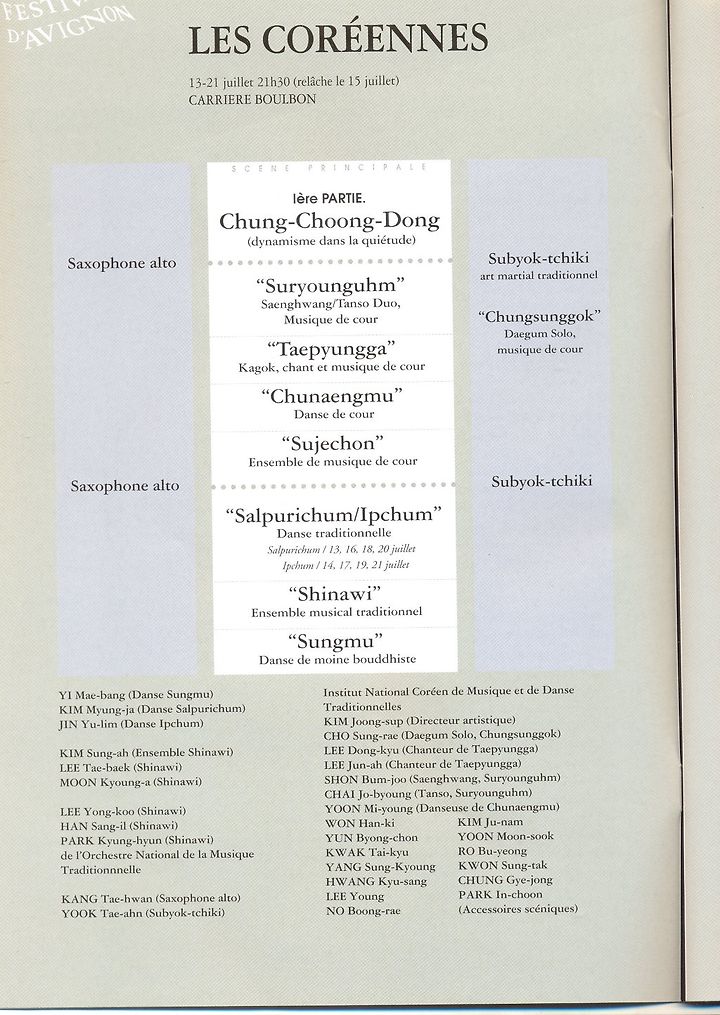 FESTIV
D'AVIGNON
LES CORÉENNES
13-21 juillet 21h30 (relâche le 15 juillet)
CARRIERE BOULBON
SCENE PRINCIPALE
Ière PARTIE.
Chung-Choong-Dong
(dynamisme dans la quiétude)
Saxophone alto
Subyok-tchiki
art martial traditionnel
“Suryounguhm”
Saenghwang/Tanso Duo,
Musique de cour
“Chungsunggok”
Daegum Solo,
musique de cour
“Taepyungga”
Kagok, chant et musique de cour
“Chunaengmu”
Danse de cour
“Sujechon”
Ensemble de musique de cour
Saxophone alto
Subyok-tchiki
“Salpurichum/Ipchum”
Danse traditionnelle
Salpurichum / 13, 16, 18, 20 juillet
Ipchum / 14, 17, 19, 21 juillet
“Shinawi”
Ensemble musical traditionnel
“Sungmu”
Danse de moine bouddhiste
YI Mae-bang (Danse Sungmu)
KIM Myung-ja (Danse Salpurichum)
JIN Yu-lim (Danse Ipchum)
KIM Sung-ah (Ensemble Shinawi)
LEE Tae-baek (Shinawi)
MOON Kyoung-a (Shinawi)
LEE Yong-koo (Shinawi)
HAN Sang-il (Shinawi)
PARK Kyung-hyun (Shinawi)
de l'Orchestre National de la Musique
Traditionnnelle
KANG Tae-hwan (Saxophone alto)
YOOK Tae-ahn (Subyok-tchiki)
Institut National Coréen de Musique et de Danse
Traditionnelles
KIM Joong-sup (Directeur artistique)
CHO Sung-rae (Daegum Solo, Chungsunggok)
LEE Dong-kyu (Chanteur de Taepyungga)
LEE Jun-ah (Chanteur de Taepyungga)
SHON Bum-joo (Saenghwang, Suryounguhm)
CHAI Jo-byoung (Tanso, Suryounguhm)
YOON Mi-young (Danseuse de Chunaengmu)
WON Han-ki
YUN Byong-chon
KWAK Tai-kyu
YANG Sung-Kyoung
HWANG Kyu-sang
LEE Young
NO Boong-rae
KIM Ju-nam
YOON Moon-sook
RO Bu-yeong
KWON Sung-tak
CHUNG Gye-jong
PARK In-choon
(Accessoires scéniques)